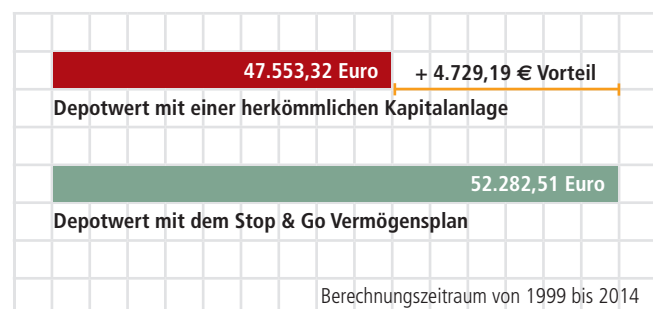 47.553,32 Euro
+ 4.729,19 € Vorteil
Depotwert mit einer herkömmlichen Kapitalanlage
52.282,51 Euro
Depotwert mit dem Stop & Go Vermögensplan
Berechnungszeitraum von 1999 bis 2014